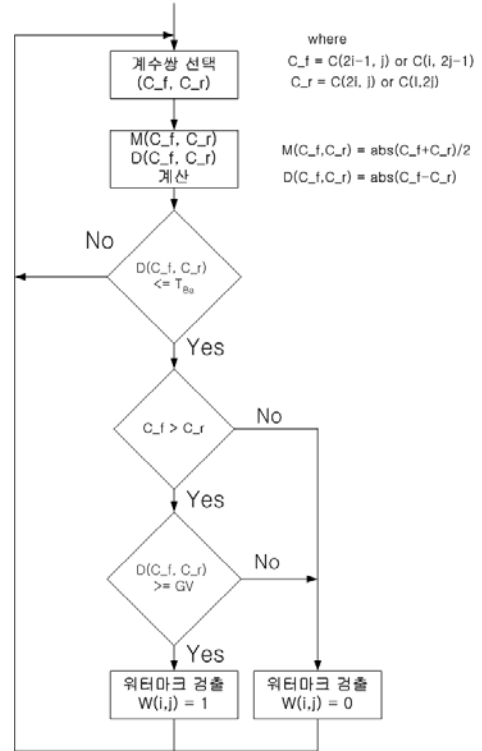 where
C_f = C(2i-1, j) or C(i, 2j-1)
C_r = C(2i, j) or C(I,2j)
계수쌍 선택
(C_f, C_r)
M(C_f, C_r)
D(C_f, C_r)
계산
M(C_f,C_r) = abs(C_f+C_r)/2
D(C_f,C_r) = abs(C_f-C_r)
No
D(C_f, C_r)
<= T_Ba
Yes
C_f > C_r
No
Yes
D(C_f, C_r)
>= GV
No
Yes
워터마크 검출
W(i,j) = 1
워터마크 검출
W(i,j) = 0